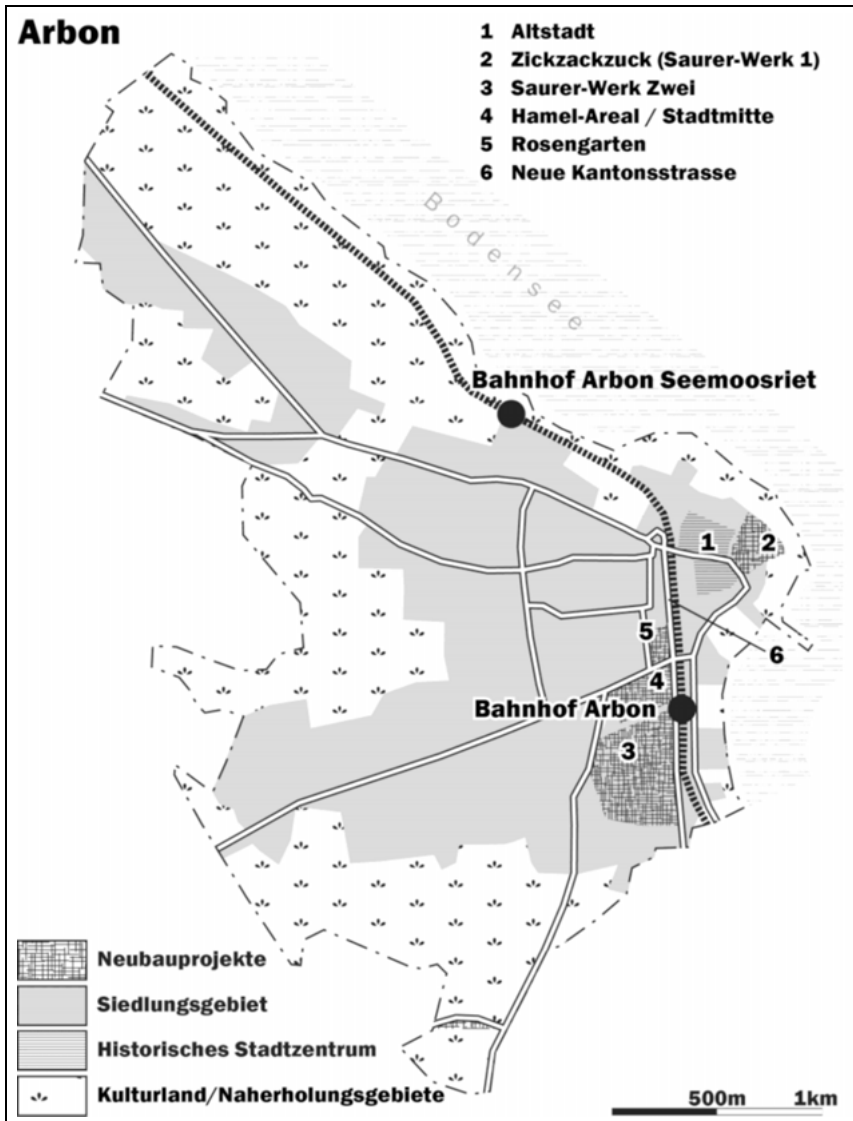 Arbon
1 Altstadt
2 Zickzackzuck (Saurer-Werk 1)
3 Saurer-Werk Zwei
4 Hamel-Areal / Stadtmitte
5 Rosengarten
6 Neue Kantonsstrasse
Bodensee
Bahnhof Arbon Seemoosriet
1
2
5
6
4
Bahnhof Arbon
3
Neubauprojekte
Siedlungsgebiet
Historisches Stadtzentrum
Kulturland/Naherholungsgebiete
500m 1km